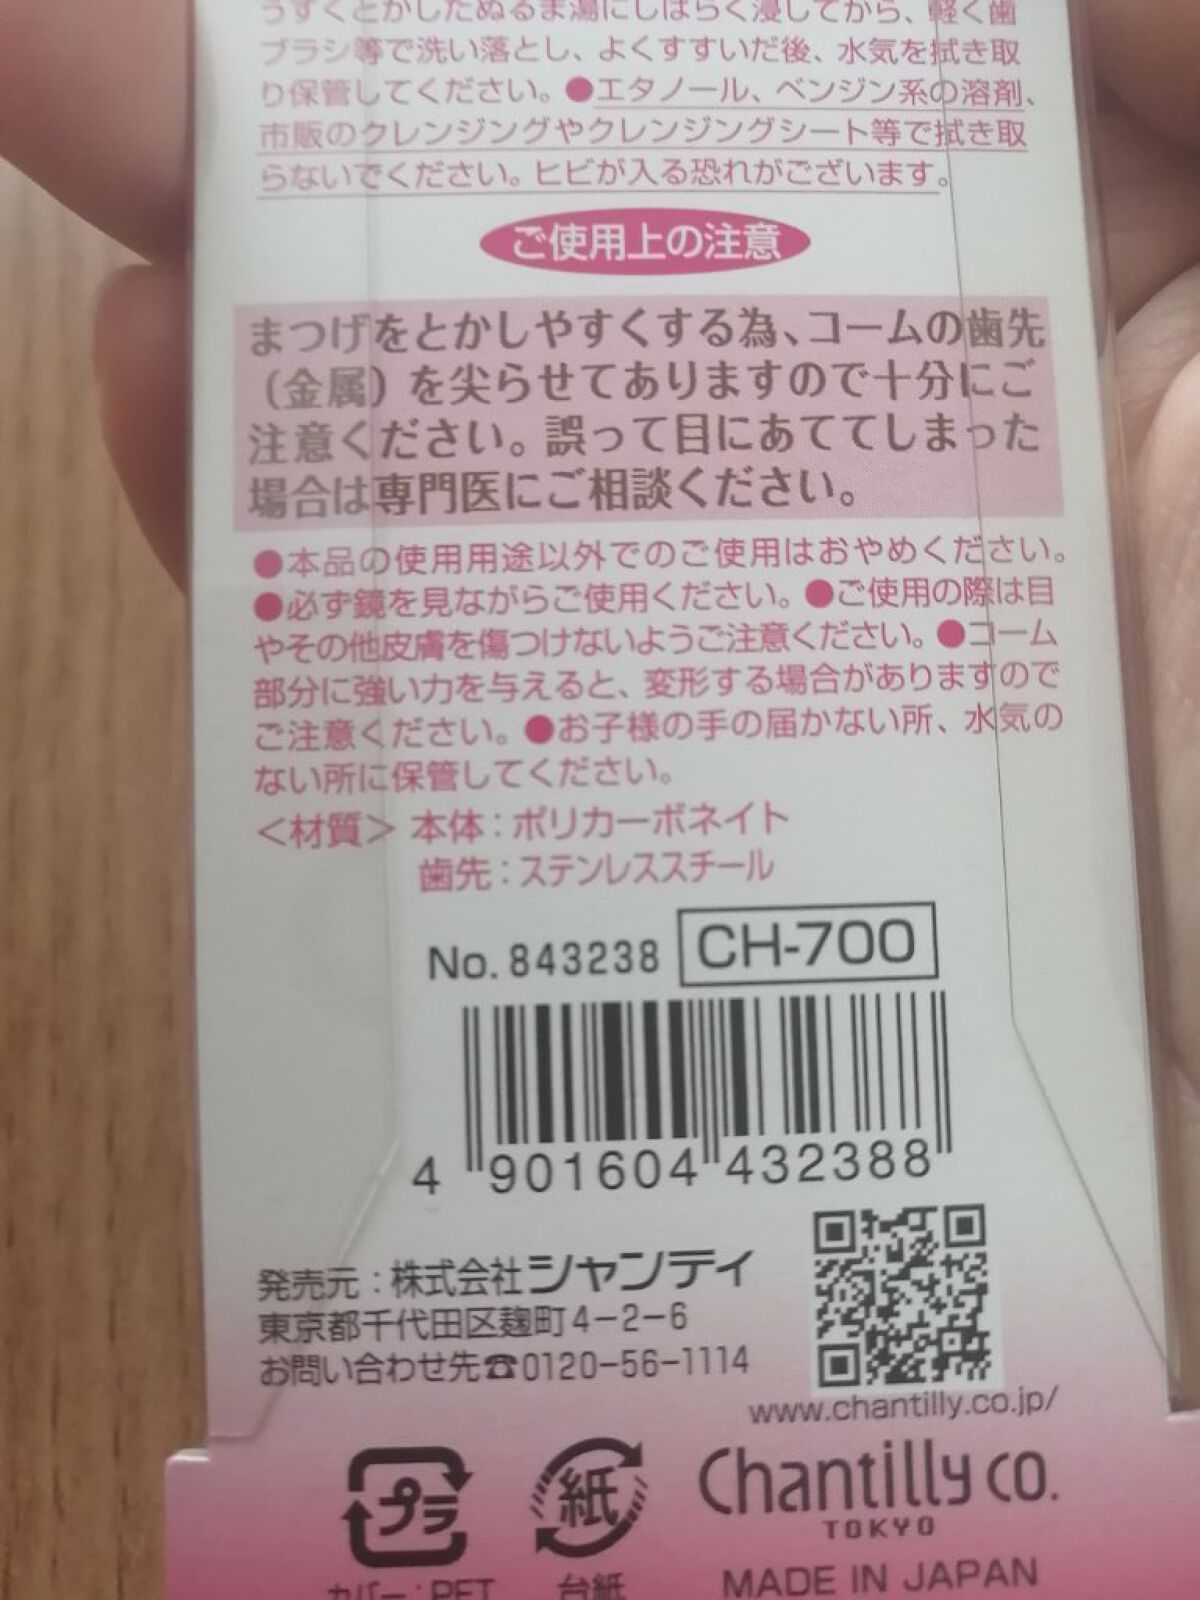 うすくとかしたぬるま湯にしばらく浸してから、軽く歯
ブラシ等で洗い落とし、よくすすいだ後、水気を拭き取
り保管してください。●エタノール、ベンジン系の溶剤、
市販のクレンジングやクレンジングシート等で拭き取
らないでください。ヒビが入る恐れがございます。
ご使用上の注意
まつげをとかしやすくする為、コームの歯先
(金属)を尖らせてありますので十分にご
注意ください。誤って目にあててしまった
場合は専門医にご相談ください。
●本品の使用用途以外でのご使用はおやめください。
●必ず鏡を見ながらご使用ください。●ご使用の際は目
やその他皮膚を傷つけないようご注意ください。●コーム
部分に強い力を与えると、変形する場合がありますので
ご注意ください。●お子様の手の届かない所、水気の
ない所に保管してください。
<材質> 本体:ポリカーボネイト
歯先:ステンレススチール
No. 843238 CH-700
4 901604 432388
発売元:株式会社シャンティ
東京都千代田区麹町4-2-6
お問い合わせ先☎0120-56-1114
www.chantilly.co.jp/
プラ 紙 Chantilly co.
TOKYO
カバー:PET 台紙 MADE IN JAPAN